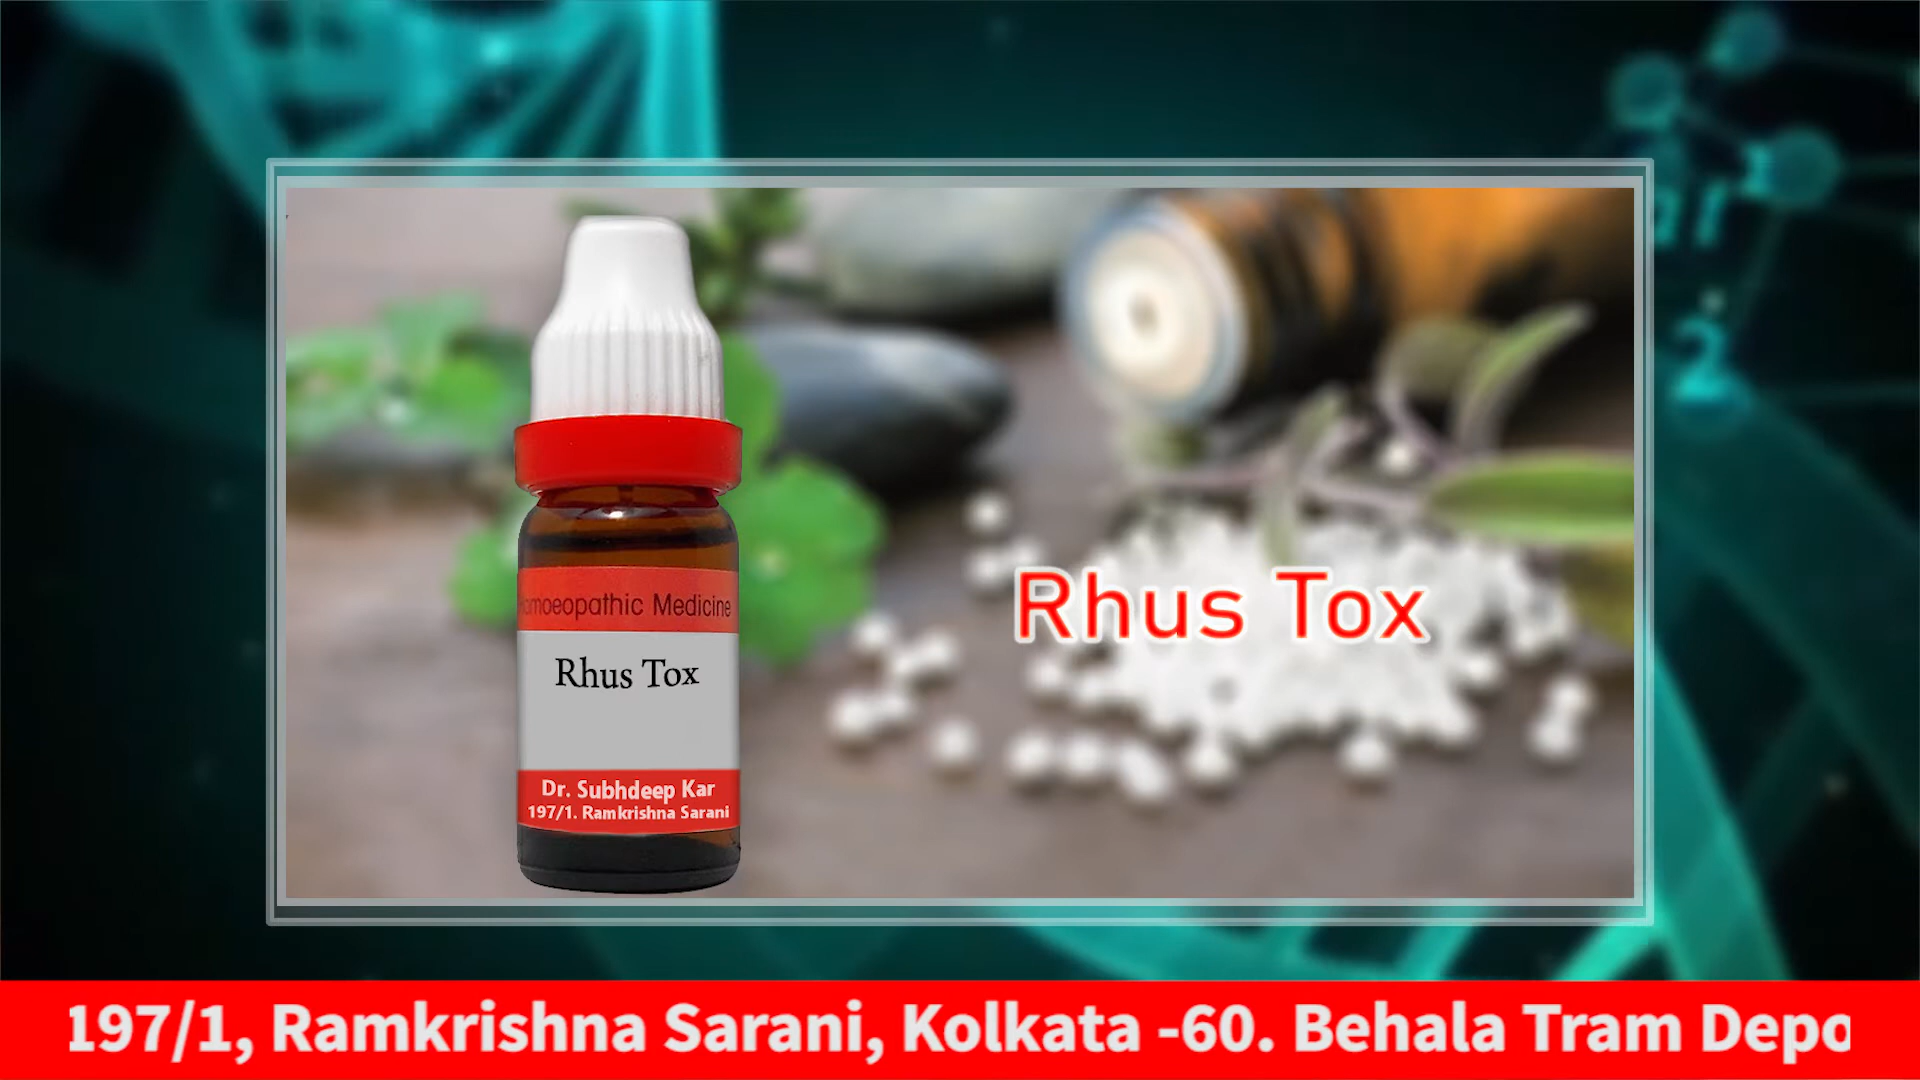 Homoeopathic Medicine
Rhus Tox
Dr. Subhdeep Kar
197/1. Ramkrishna Sarani
Rhus Tox
197/1, Ramkrishna Sarani, Kolkata -60. Behala Tram Depo